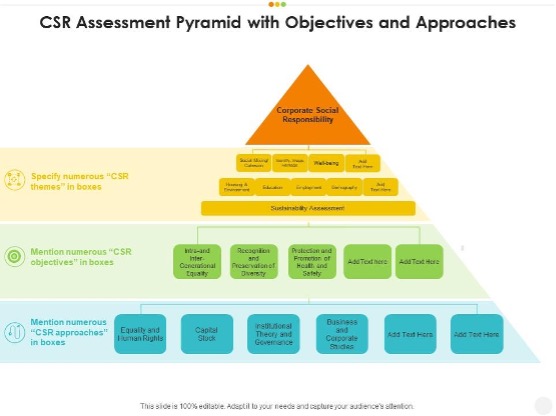 CSR Assessment Pyramid with Objectives and Approaches
Corporate Social
Responsibility
Specify numerous “CSR
themes” in boxes
Social Mixing/
Cohesion
Identity, Image,
Heritage
Well-being
Add
Text Here
Housing &
Environment
Education
Employment
Demography
Add
Text Here
Sustainability Assessment
Mention numerous “CSR
objectives” in boxes
Intra-and
Inter-
Generational
Equality
Recognition
and
Preservation of
Diversity
Protection and
Promotion of
Health and
Safety
Add Text here
Add Text Here
Mention numerous
“CSR approaches”
in boxes
Equality and
Human Rights
Capital
Stock
Institutional
Theory and
Governance
Business
and
Corporate
Studies
Add Text Here
Add Text Here
This slide is 100% editable. Adapt it to your needs and capture your audience's attention.